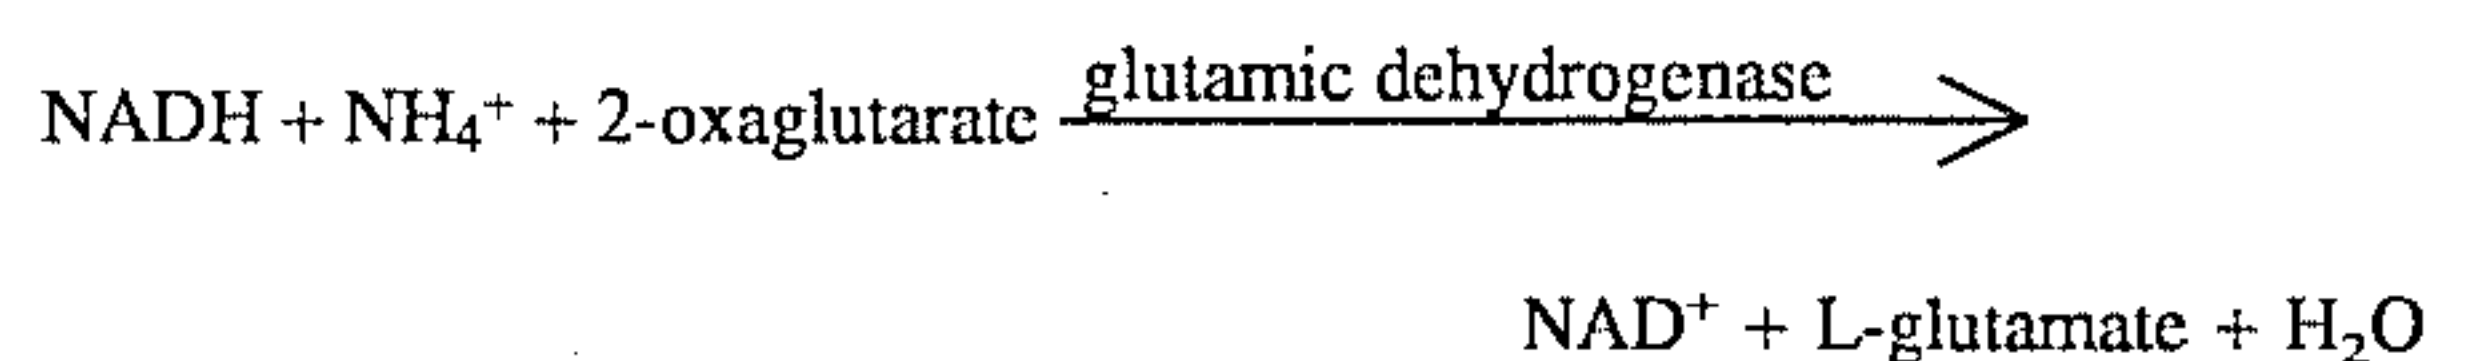 glutamic dehydrogenase
NADH + NH₄⁺ + 2-oxaglutarate
NAD⁺ + L-glutamate + H₂O